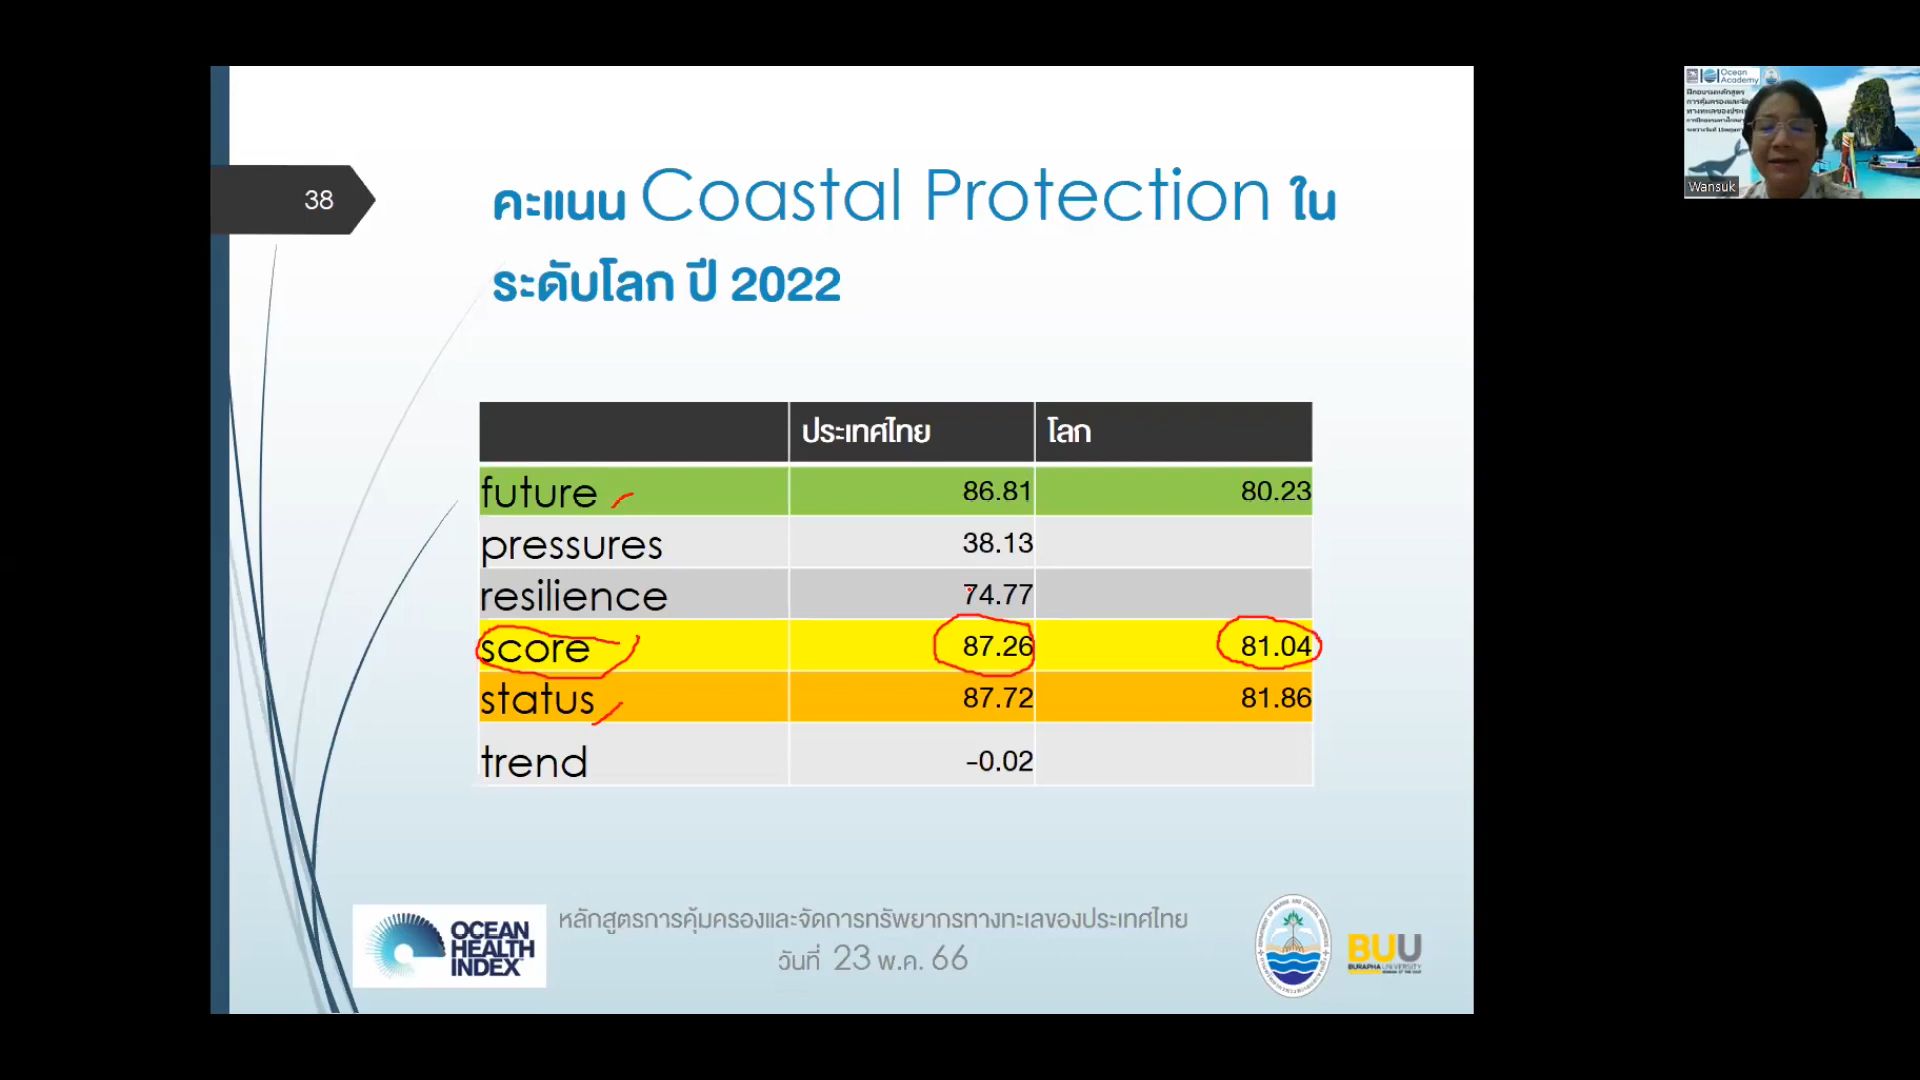 38
คะแนน Coastal Protection ใน
ระดับโลก ปี 2022
ประเทศไทย โลก
future 86.81 80.23
pressures 38.13
resilience 74.77
score 87.26 81.04
status 87.72 81.86
trend -0.02
OCEAN
HEALTH
INDEX
หลักสูตรการคุ้มครองและจัดการทรัพยากรทางทะเลของประเทศไทย
วันที่ 23 พ.ค. 66
BUU
BURAPHA UNIVERSITY
Ocean
Academy
Wansuk